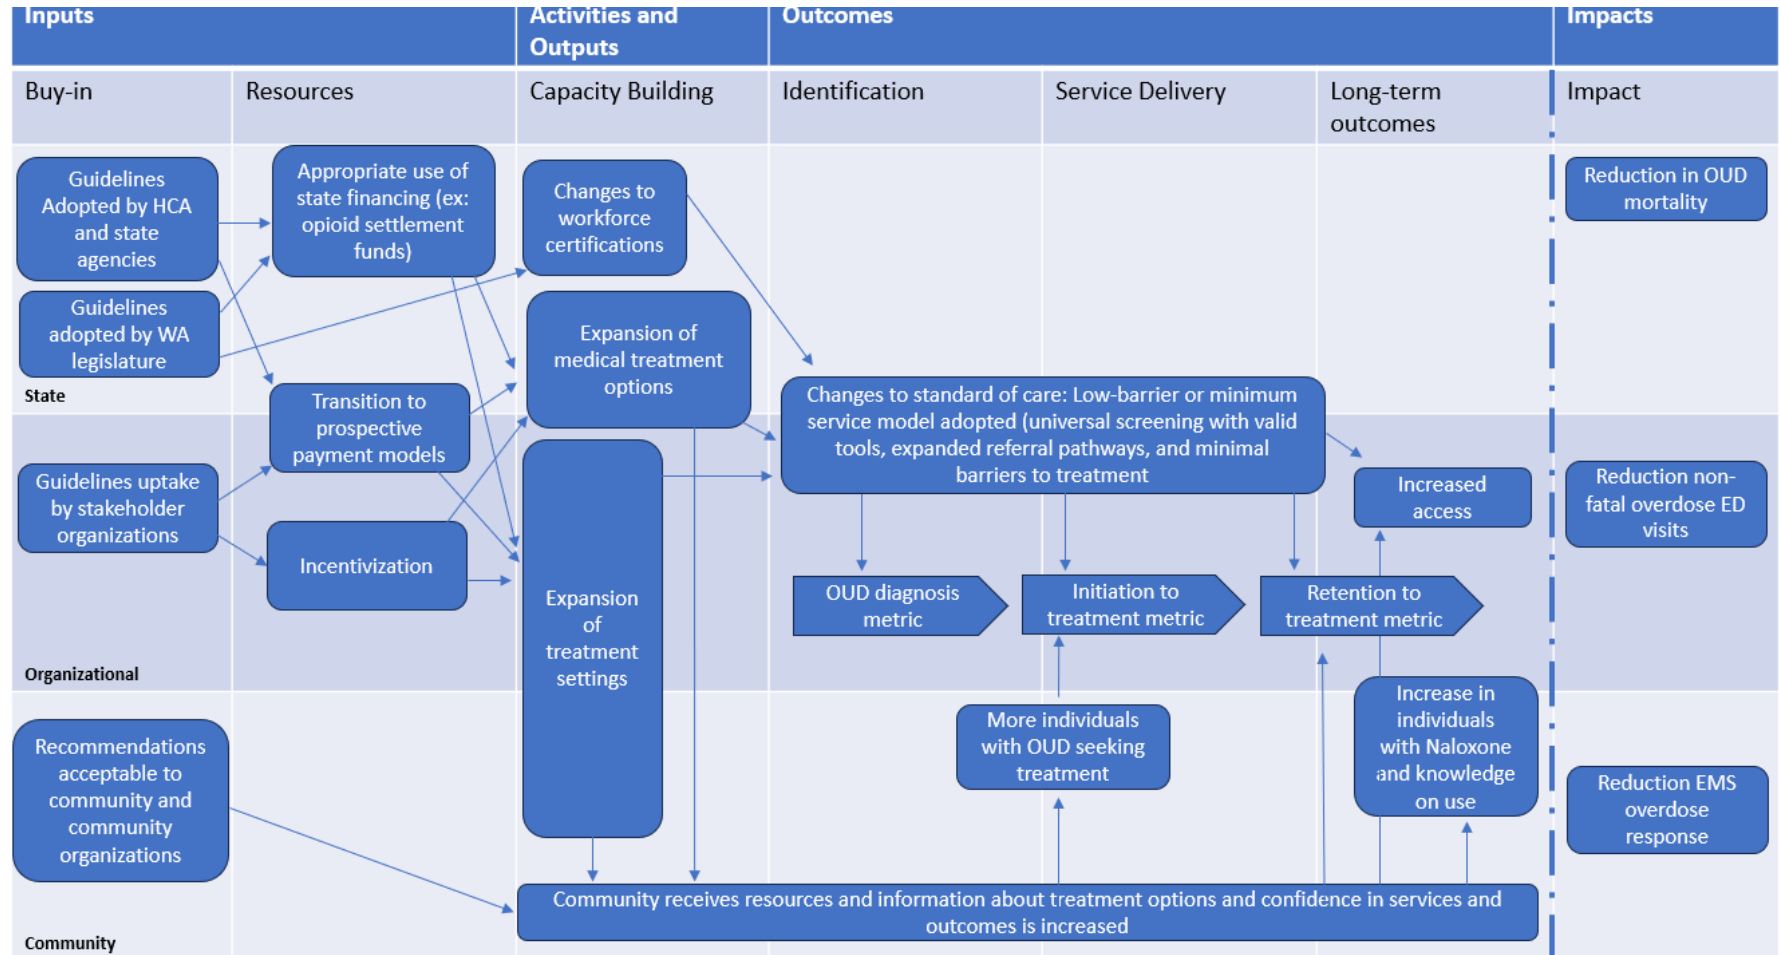 Inputs
Activities and
Outputs
Outcomes
Impacts
Buy-in
Resources
Capacity Building
Identification
Service Delivery
Long-term
outcomes
Impact
Guidelines
Adopted by HCA
and state
agencies
Appropriate use of
state financing (ex:
opioid settlement
funds)
Changes to
workforce
certifications
Reduction in OUD
mortality
Guidelines
adopted by WA
legislature
Expansion of
medical treatment
options
State
Transition to
prospective
payment models
Changes to standard of care: Low-barrier or minimum
service model adopted (universal screening with valid
tools, expanded referral pathways, and minimal
barriers to treatment
Guidelines uptake
by stakeholder
organizations
Incentivization
Expansion
of
treatment
settings
Increased
access
Reduction non-
fatal overdose ED
visits
OUD diagnosis
metric
Initiation to
treatment metric
Retention to
treatment metric
Organizational
Recommendations
acceptable to
community and
community
organizations
More individuals
with OUD seeking
treatment
Increase in
individuals
with Naloxone
and knowledge
on use
Reduction EMS
overdose
response
Community receives resources and information about treatment options and confidence in services and
outcomes is increased
Community